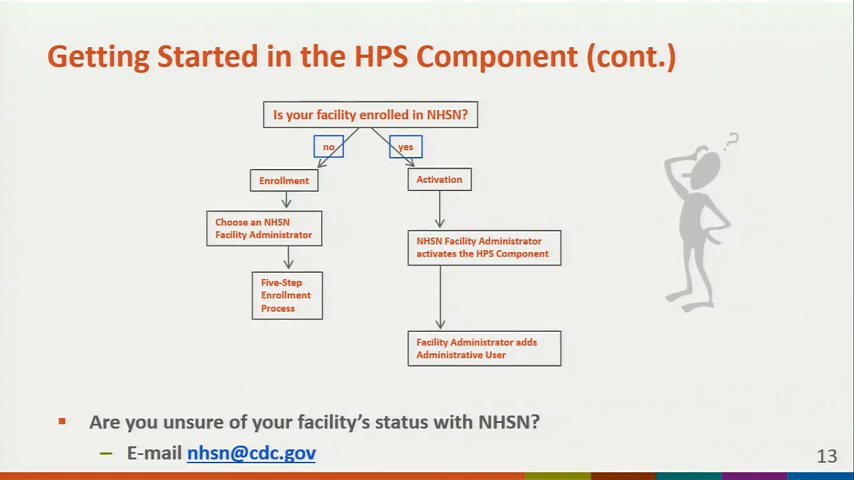 Getting Started in the HPS Component (cont.)
Is your facility enrolled in NHSN?
no
yes
Enrollment
Activation
Choose an NHSN
Facility Administrator
NHSN Facility Administrator
activates the HPS Component
Five-Step
Enrollment
Process
Facility Administrator adds
Administrative User
?
▪ Are you unsure of your facility's status with NHSN?
– E-mail nhsn@cdc.gov
13